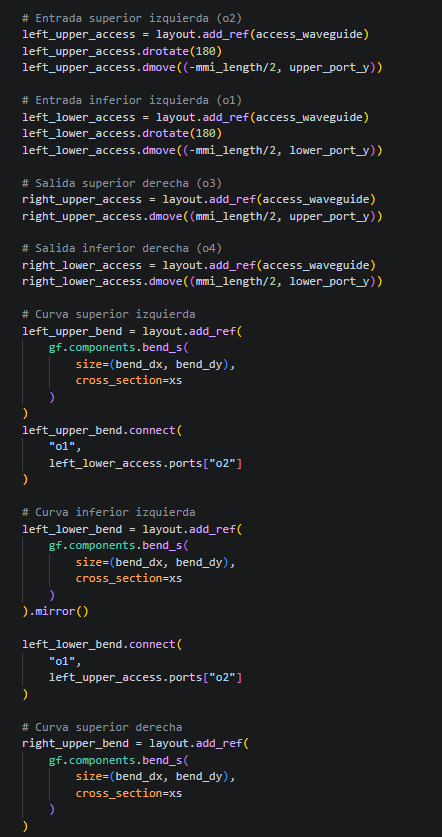 # Entrada superior izquierda (o2)
left_upper_access = layout.add_ref(access_waveguide)
left_upper_access.drotate(180)
left_upper_access.dmove((-mmi_length/2, upper_port_y))
# Entrada inferior izquierda (o1)
left_lower_access = layout.add_ref(access_waveguide)
left_lower_access.drotate(180)
left_lower_access.dmove((-mmi_length/2, lower_port_y))
# Salida superior derecha (o3)
right_upper_access = layout.add_ref(access_waveguide)
right_upper_access.dmove((mmi_length/2, upper_port_y))
# Salida inferior derecha (o4)
right_lower_access = layout.add_ref(access_waveguide)
right_lower_access.dmove((mmi_length/2, lower_port_y))
# Curva superior izquierda
left_upper_bend = layout.add_ref(
    gf.components.bend_s(
        size=(bend_dx, bend_dy),
        cross_section=xs
    )
)
left_upper_bend.connect(
    "o1",
    left_lower_access.ports["o2"]
)
# Curva inferior izquierda
left_lower_bend = layout.add_ref(
    gf.components.bend_s(
        size=(bend_dx, bend_dy),
        cross_section=xs
    )
).mirror()
left_lower_bend.connect(
    "o1",
    left_upper_access.ports["o2"]
)
# Curva superior derecha
right_upper_bend = layout.add_ref(
    gf.components.bend_s(
        size=(bend_dx, bend_dy),
        cross_section=xs
    )
)